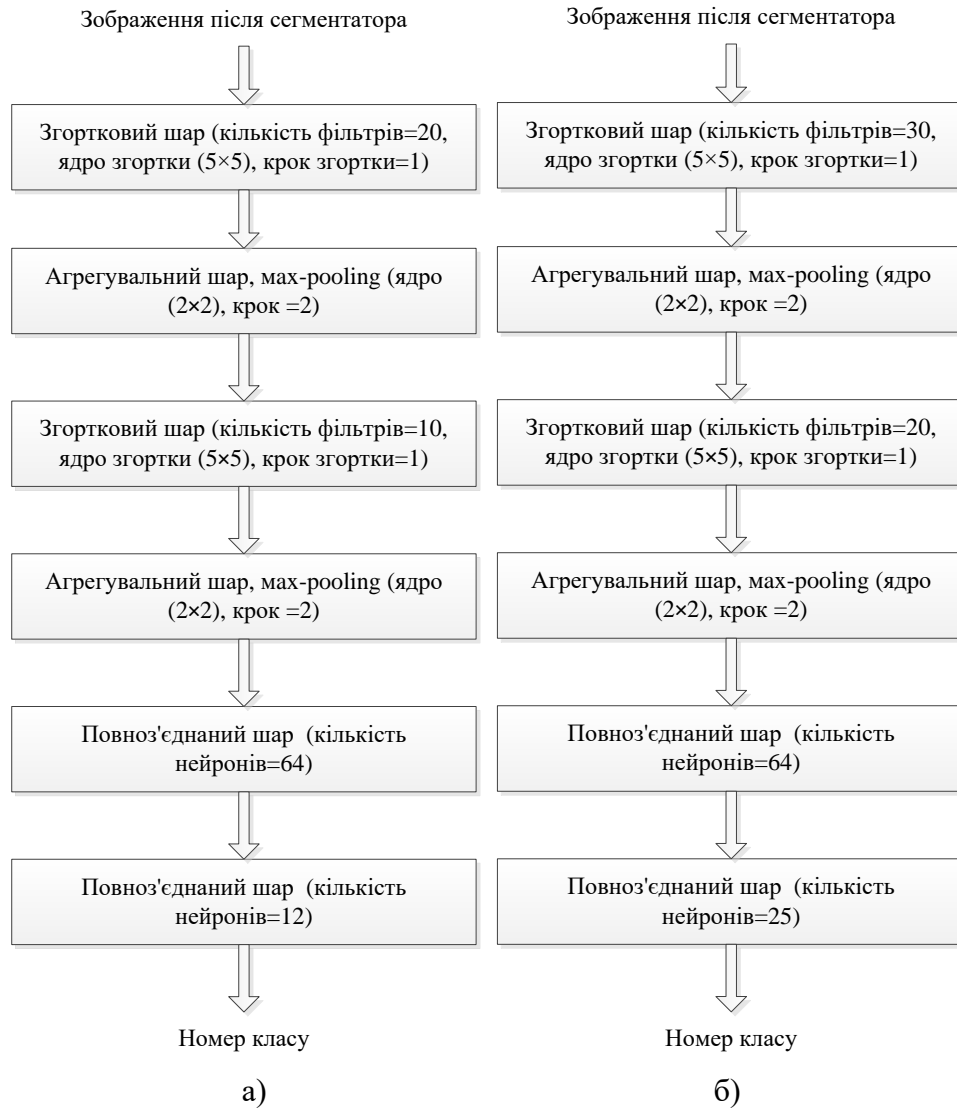 Зображення після сегментатора
Згортковий шар (кількість фільтрів=20,
ядро згортки (5×5), крок згортки=1)
Агрегувальний шар, max-pooling (ядро
(2×2), крок =2)
Згортковий шар (кількість фільтрів=10,
ядро згортки (5×5), крок згортки=1)
Агрегувальний шар, max-pooling (ядро
(2×2), крок =2)
Повноз'єднаний шар  (кількість
нейронів=64)
Повноз'єднаний шар  (кількість
нейронів=12)
Номер класу
а)
Зображення після сегментатора
Згортковий шар (кількість фільтрів=30,
ядро згортки (5×5), крок згортки=1)
Агрегувальний шар, max-pooling (ядро
(2×2), крок =2)
Згортковий шар (кількість фільтрів=20,
ядро згортки (5×5), крок згортки=1)
Агрегувальний шар, max-pooling (ядро
(2×2), крок =2)
Повноз'єднаний шар  (кількість
нейронів=64)
Повноз'єднаний шар  (кількість
нейронів=25)
Номер класу
б)